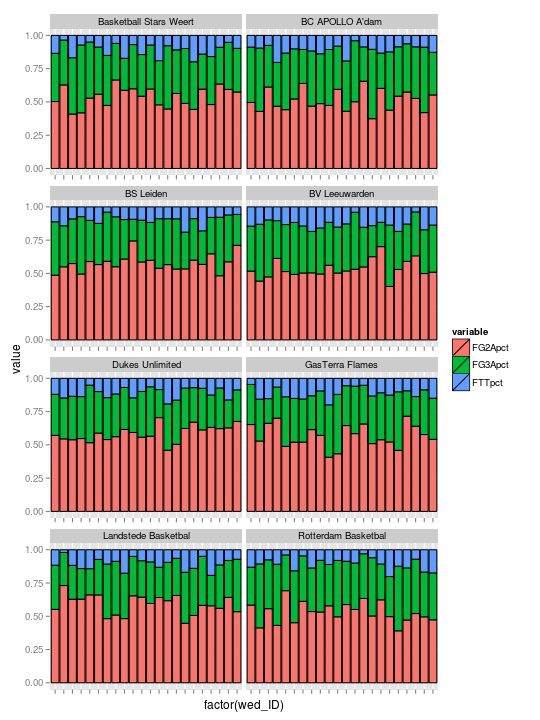 Basketball Stars Weert
BC APOLLO A'dam
1.00
0.75
0.50
0.25
0.00
BS Leiden
BV Leeuwarden
1.00
0.75
0.50
0.25
0.00
Dukes Unlimited
GasTerra Flames
1.00
0.75
0.50
0.25
0.00
Landstede Basketbal
Rotterdam Basketbal
1.00
0.75
0.50
0.25
0.00
value
factor(wed_ID)
variable
FG2Apct
FG3Apct
FTTpct